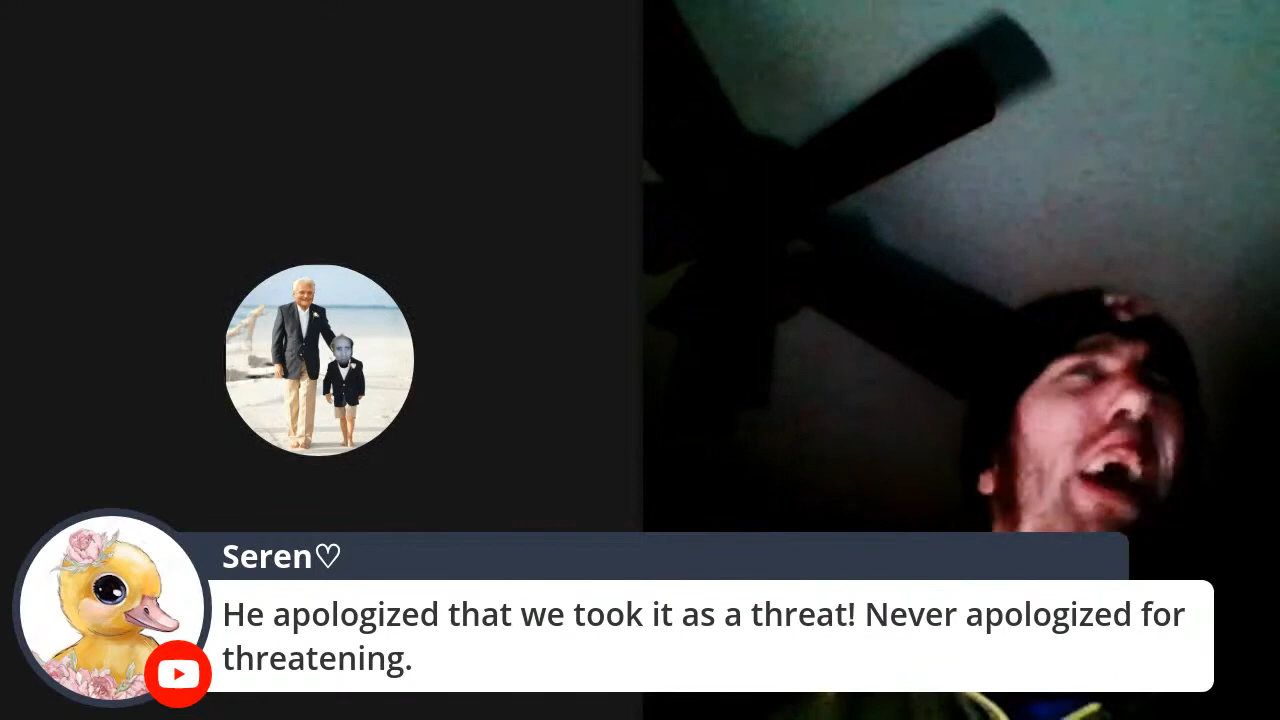 Seren♡
He apologized that we took it as a threat! Never apologized for
threatening.